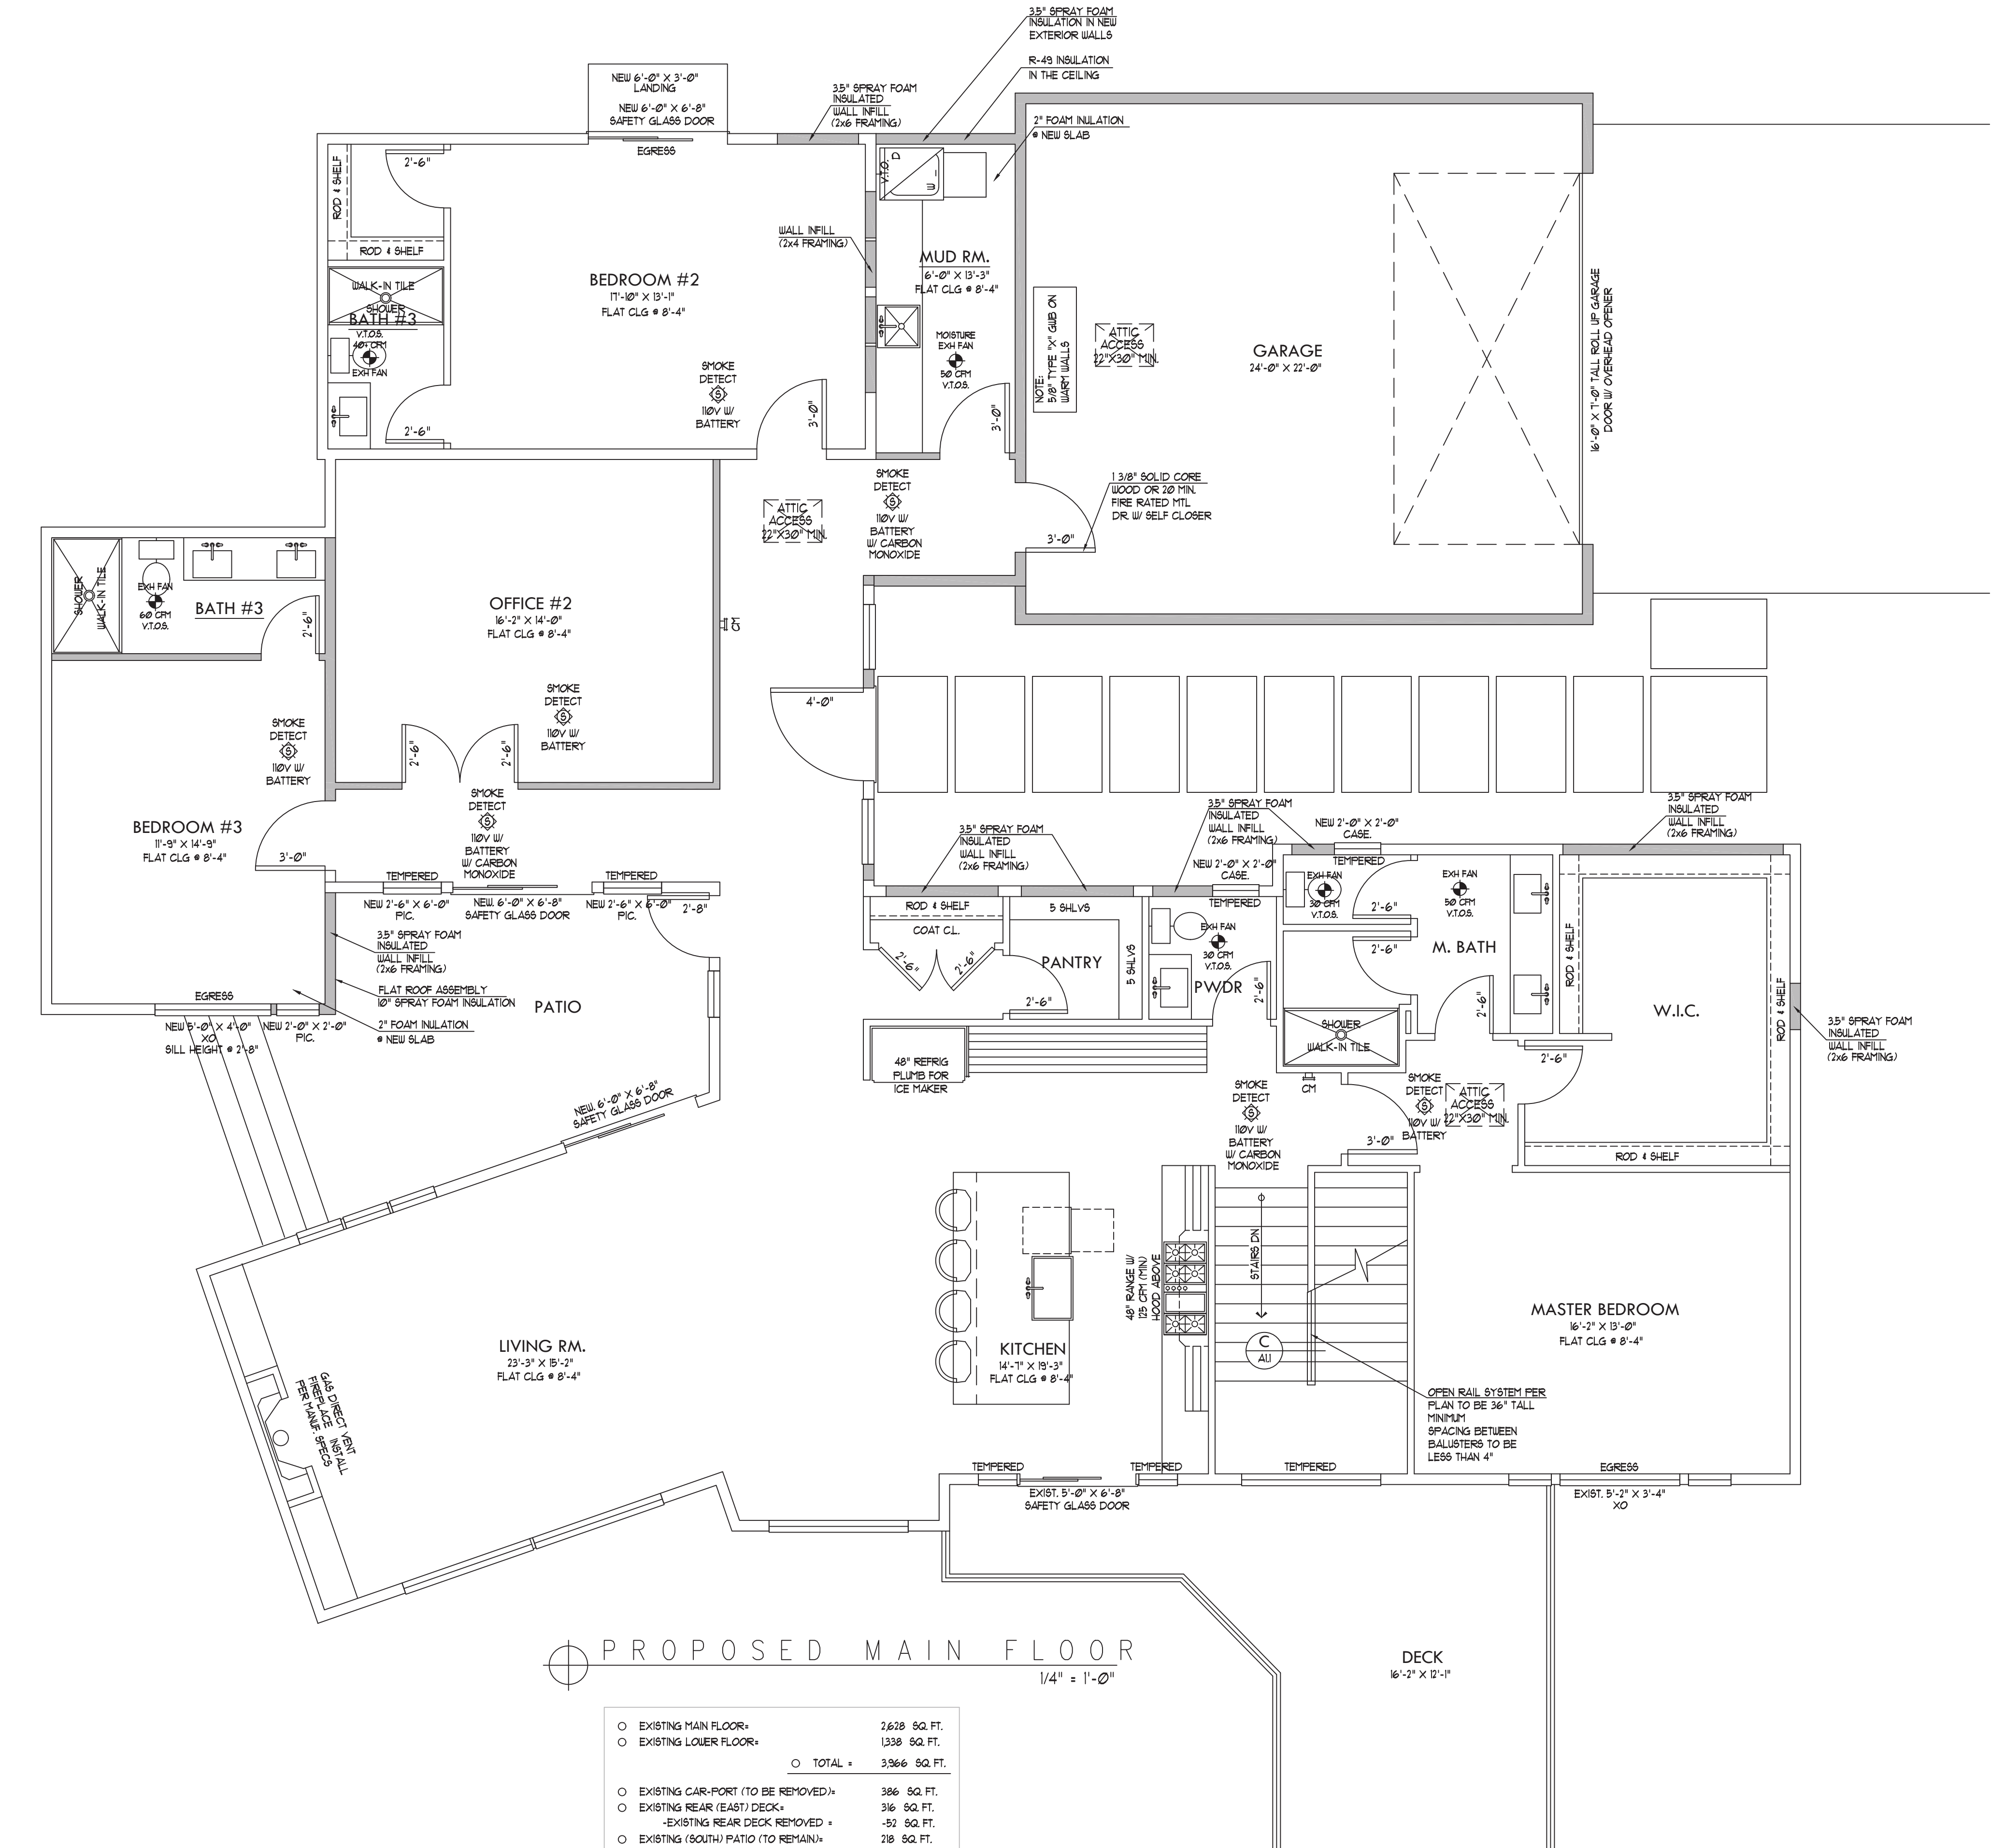 3.5" SPRAY FOAM
INSULATION IN NEW
EXTERIOR WALLS
R-49 INSULATION
IN THE CEILING
NEW 6'-0" X 3'-0"
LANDING
NEW 6'-0" X 6'-8"
SAFETY GLASS DOOR
EGRESS
3.5" SPRAY FOAM
INSULATED
WALL INFILL
(2x6 FRAMING)
2" FOAM INULATION
@ NEW SLAB
2'-6"
ROD & SHELF
ROD & SHELF
WALK-IN TILE
SHOWER
BATH #3
V.T.O.S.
40+ CFM
EXH FAN
2'-6"
BEDROOM #2
17'-10" X 13'-1"
FLAT CLG @ 8'-4"
WALL INFILL
(2x4 FRAMING)
V.T.O.
D
W
MUD RM.
6'-0" X 13'-3"
FLAT CLG @ 8'-4"
MOISTURE
EXH FAN
50 CFM
V.T.O.S.
3'-0"
SMOKE
DETECT
S
110V W/
BATTERY
3'-0"
NOTE:
5/8" TYPE "X" GWB ON
WARM WALLS
ATTIC
ACCESS
22"X30" MIN.
GARAGE
24'-0" X 22'-0"
16'-0" X 7'-0" TALL ROLL UP GARAGE
DOOR W/ OVERHEAD OPENER
1 3/8" SOLID CORE
WOOD OR 20 MIN.
FIRE RATED MTL
DR. W/ SELF CLOSER
3'-0"
SMOKE
DETECT
S
110V W/
BATTERY
W/ CARBON
MONOXIDE
ATTIC
ACCESS
22"X30" MIN.
SHOWER
WALK-IN TILE
EXH FAN
60 CFM
V.T.O.S.
BATH #3
2'-6"
OFFICE #2
16'-2" X 14'-0"
FLAT CLG @ 8'-4"
CM
SMOKE
DETECT
S
110V W/
BATTERY
2'-6"
2'-6"
SMOKE
DETECT
S
110V W/
BATTERY
4'-0"
BEDROOM #3
11'-9" X 14'-9"
FLAT CLG @ 8'-4"
3'-0"
SMOKE
DETECT
S
110V W/
BATTERY
W/ CARBON
MONOXIDE
TEMPERED
TEMPERED
NEW 2'-6" X 6'-0"
PIC.
NEW. 6'-0" X 6'-8"
SAFETY GLASS DOOR
NEW 2'-6" X 6'-0"
PIC.
2'-8"
3.5" SPRAY FOAM
INSULATED
WALL INFILL
(2x6 FRAMING)
FLAT ROOF ASSEMBLY
10" SPRAY FOAM INSULATION
2" FOAM INULATION
@ NEW SLAB
PATIO
EGRESS
NEW 5'-0" X 4'-0"
XO
SILL HEIGHT @ 2'-8"
NEW 2'-0" X 2'-0"
PIC.
NEW. 6'-0" X 6'-8"
SAFETY GLASS DOOR
3.5" SPRAY FOAM
INSULATED
WALL INFILL
(2x6 FRAMING)
3.5" SPRAY FOAM
INSULATED
WALL INFILL
(2x6 FRAMING)
NEW 2'-0" X 2'-0"
CASE.
TEMPERED
NEW 2'-0" X 2'-0"
CASE.
TEMPERED
3.5" SPRAY FOAM
INSULATED
WALL INFILL
(2x6 FRAMING)
ROD & SHELF
COAT CL.
2'-6"
2'-6"
5 SHLVS
5 SHLVS
PANTRY
2'-6"
EXH FAN
30 CFM
V.T.O.S.
PWDR
2'-6"
EXH FAN
30 CFM
V.T.O.S.
2'-6"
2'-6"
EXH FAN
50 CFM
V.T.O.S.
M. BATH
2'-6"
SHOWER
WALK-IN TILE
CM
ROD & SHELF
W.I.C.
ROD & SHELF
ROD & SHELF
2'-6"
3.5" SPRAY FOAM
INSULATED
WALL INFILL
(2x6 FRAMING)
48" REFRIG
PLUMB FOR
ICE MAKER
SMOKE
DETECT
S
110V W/
BATTERY
W/ CARBON
MONOXIDE
SMOKE
DETECT
S
110V W/
BATTERY
ATTIC
ACCESS
22"X30" MIN.
3'-0"
STAIRS DN
C
A1.1
48" RANGE W/
125 CFM (MIN)
HOOD ABOVE
KITCHEN
14'-7" X 19'-3"
FLAT CLG @ 8'-4"
LIVING RM.
23'-3" X 15'-2"
FLAT CLG @ 8'-4"
GAS DIRECT VENT
FIREPLACE INSTALL
PER MANUF. SPECS
MASTER BEDROOM
16'-2" X 13'-0"
FLAT CLG @ 8'-4"
OPEN RAIL SYSTEM PER
PLAN TO BE 36" TALL
MINIMUM
SPACING BETWEEN
BALUSTERS TO BE
LESS THAN 4"
TEMPERED
TEMPERED
EXIST. 5'-0" X 6'-8"
SAFETY GLASS DOOR
TEMPERED
EGRESS
EXIST. 5'-2" X 3'-4"
XO
DECK
16'-2" X 12'-1"
PROPOSED MAIN FLOOR
1/4" = 1'-0"
EXISTING MAIN FLOOR= 2,628 SQ. FT.
EXISTING LOWER FLOOR= 1,338 SQ. FT.
TOTAL = 3,966 SQ. FT.
EXISTING CAR-PORT (TO BE REMOVED)= 386 SQ. FT.
EXISTING REAR (EAST) DECK= 316 SQ. FT.
-EXISTING REAR DECK REMOVED = -52 SQ. FT.
EXISTING (SOUTH) PATIO (TO REMAIN)= 218 SQ. FT.